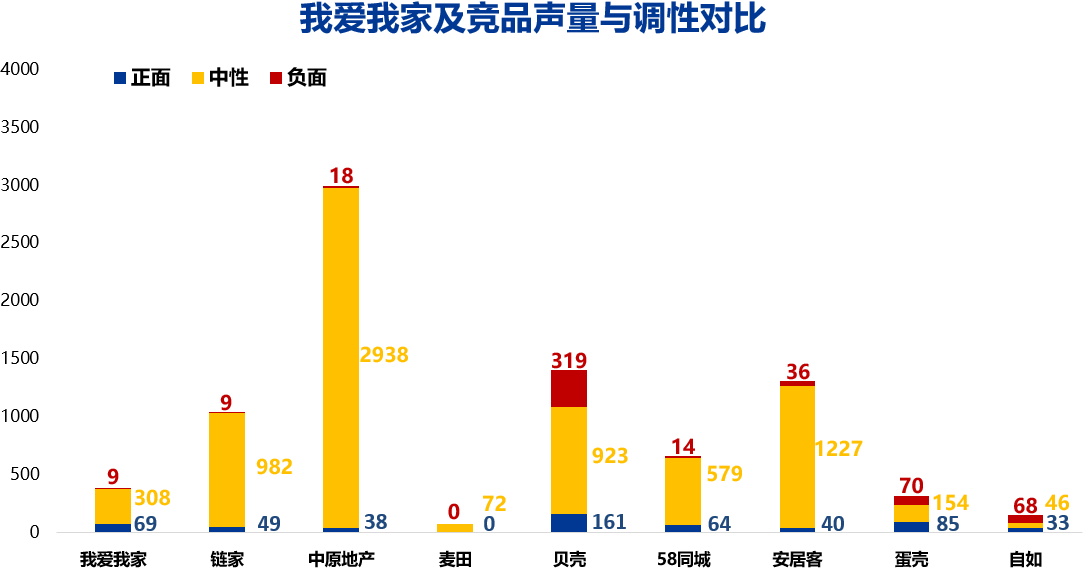 我爱我家及竞品声量与调性对比
正面 中性 负面
4000
3500
3000
2500
2000
1500
1000
500
0
9 308 69
9 982 49
18 2938 38
0 72 0
319 923 161
14 579 64
36 1227 40
70 154 85
68 46 33
我爱我家 链家 中原地产 麦田 贝壳 58同城 安居客 蛋壳 自如